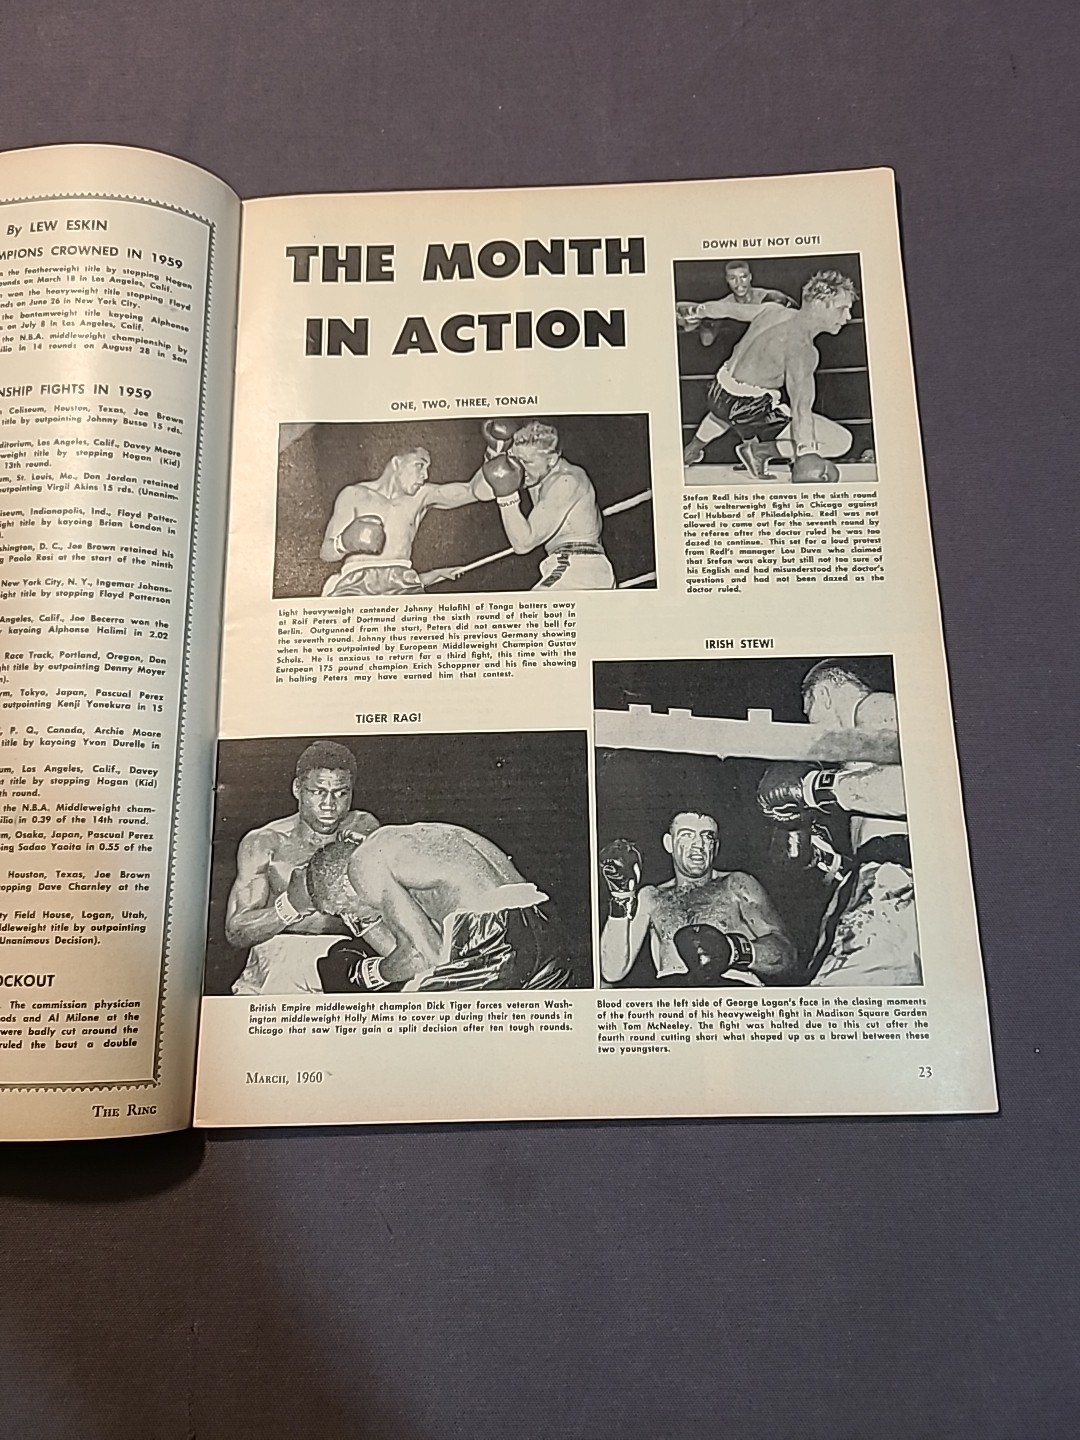 By LEW ESKIN
MPIONS CROWNED IN 1959
the featherweight title by stopping Hogan
ounds on March 18 in Los Angeles, Calif.
won the heavyweight title stopping Floyd
nds on June 26 in New York City.
the bantamweight title kayoing Alphonse
s on July 8 in Los Angeles, Calif.
the N.B.A. middleweight championship by
ilio in 14 rounds on August 28 in San
NSHIP FIGHTS IN 1959
Coliseum, Houston, Texas, Joe Brown
title by outpointing Johnny Busso 15 rds.
ditorium, Los Angeles, Calif., Davey Moore
weight title by stopping Hogan (Kid)
13th round.
um, St. Louis, Mo., Don Jordan retained
utpointing Virgil Akins 15 rds. (Unanim-
iseum, Indianapolis, Ind., Floyd Patter-
ight title by kayoing Brian London in
shington, D. C., Joe Brown retained his
g Paolo Rosi at the start of the ninth
New York City, N. Y., Ingemar Johans-
ight title by stopping Floyd Patterson
Angeles, Calif., Joe Becerra won the
kayoing Alphonse Halimi in 2.02
Race Track, Portland, Oregon, Don
ht title by outpointing Denny Moyer
n).
ym, Tokyo, Japan, Pascual Perez
outpointing Kenji Yonekura in 15
, P. Q., Canada, Archie Moore
title by kayoing Yvon Durelle in
um, Los Angeles, Calif., Davey
t title by stopping Hogan (Kid)
th round.
the N.B.A. Middleweight cham-
ilio in 0.39 of the 14th round.
m, Osaka, Japan, Pascual Perez
ing Sadao Yaoita in 0.55 of the
Houston, Texas, Joe Brown
opping Dave Charnley at the
ty Field House, Logan, Utah,
ddleweight title by outpointing
Unanimous Decision).
OCKOUT
The commission physician
ods and Al Milone at the
were badly cut around the
ruled the bout a double
THE RING
THE MONTH
IN ACTION
ONE, TWO, THREE, TONGA!
Light heavyweight contender Johnny Halafihi of Tonga batters away
at Rolf Peters of Dortmund during the sixth round of their bout in
Berlin. Outgunned from the start, Peters did not answer the bell for
the seventh round. Johnny thus reversed his previous Germany showing
when he was outpointed by European Middleweight Champion Gustav
Scholz. He is anxious to return for a third fight, this time with the
European 175 pound champion Erich Schoppner and his fine showing
in halting Peters may have earned him that contest.
DOWN BUT NOT OUT!
Stefan Redl hits the canvas in the sixth round
of his welterweight fight in Chicago against
Carl Hubbard of Philadelphia. Redl was not
allowed to come out for the seventh round by
the referee after the doctor ruled he was too
dazed to continue. This set for a loud protest
from Redl's manager Lou Duva who claimed
that Stefan was okay but still not too sure of
his English and had misunderstood the doctor's
questions and had not been dazed as the
doctor ruled.
TIGER RAG!
British Empire middleweight champion Dick Tiger forces veteran Wash-
ington middleweight Holly Mims to cover up during their ten rounds in
Chicago that saw Tiger gain a split decision after ten tough rounds.
IRISH STEW!
Blood covers the left side of George Logan's face in the closing moments
of the fourth round of his heavyweight fight in Madison Square Garden
with Tom McNeeley. The fight was halted due to this cut after the
fourth round cutting short what shaped up as a brawl between these
two youngsters.
MARCH, 1960
23